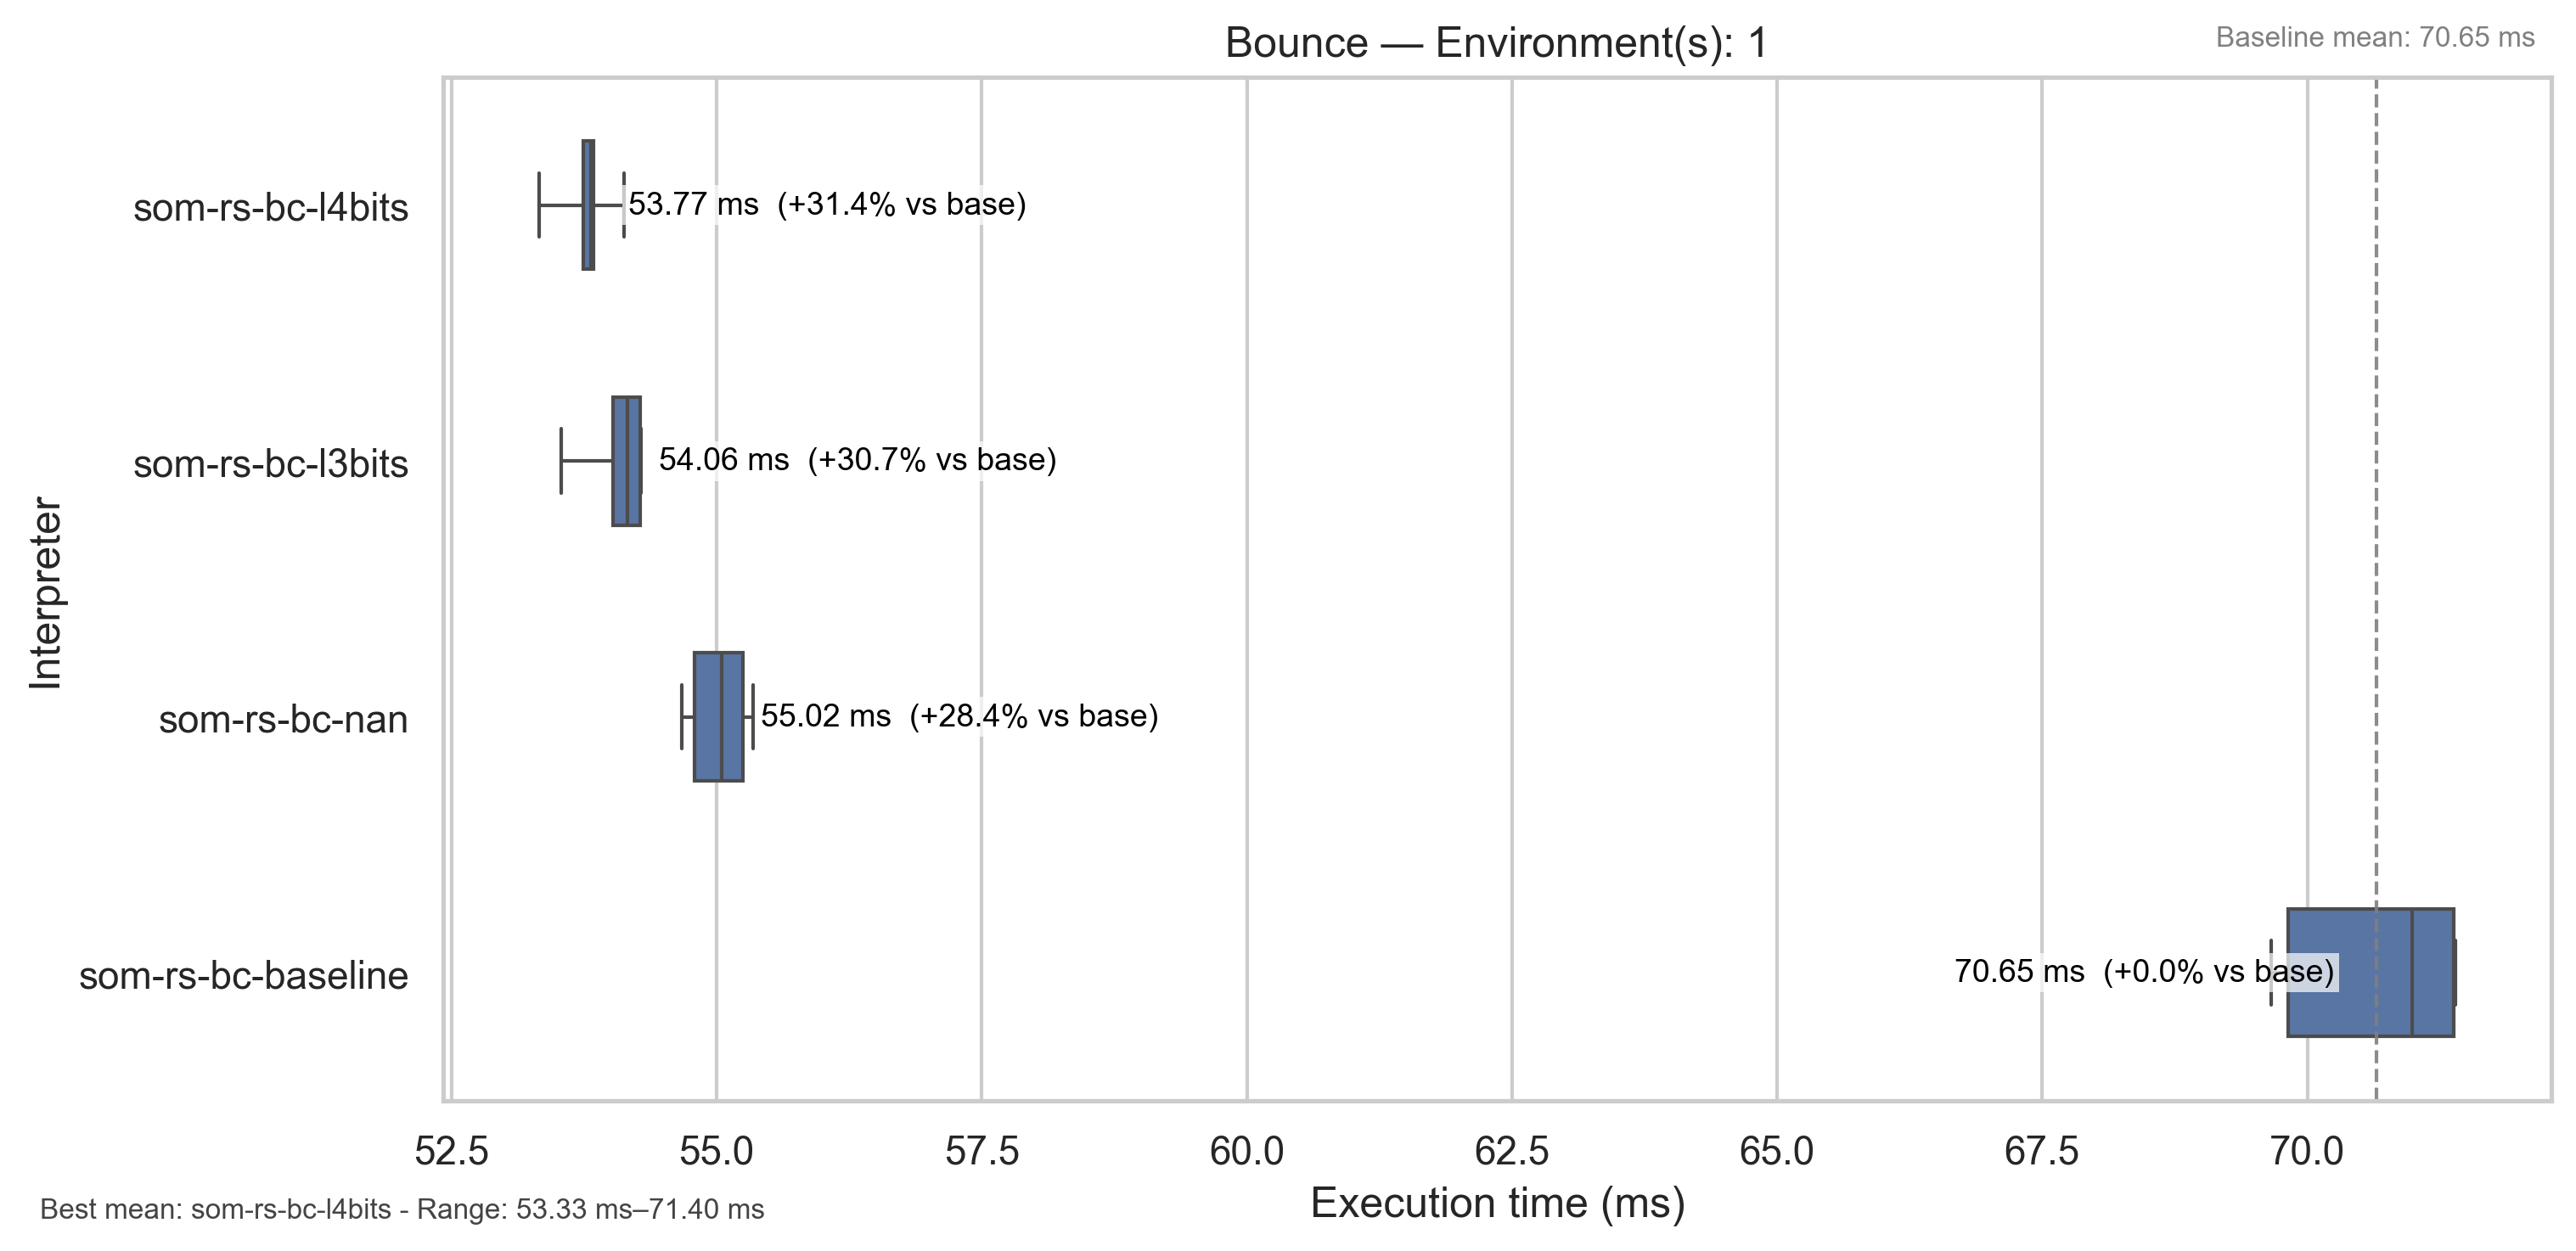 Bounce — Environment(s): 1
Baseline mean: 70.65 ms
Interpreter
som-rs-bc-l4bits
53.77 ms (+31.4% vs base)
som-rs-bc-l3bits
54.06 ms (+30.7% vs base)
som-rs-bc-nan
55.02 ms (+28.4% vs base)
som-rs-bc-baseline
70.65 ms (+0.0% vs base)
52.5 55.0 57.5 60.0 62.5 65.0 67.5 70.0
Execution time (ms)
Best mean: som-rs-bc-l4bits - Range: 53.33 ms–71.40 ms